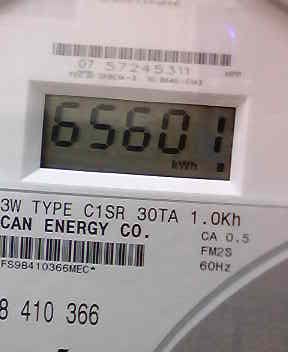 07 57245311
65601
kWh
3W TYPE C1SR 30TA 1.0Kh
CAN ENERGY CO.
CA 0.5
FM2S
60Hz
FS98410366MEC*
8 410 366